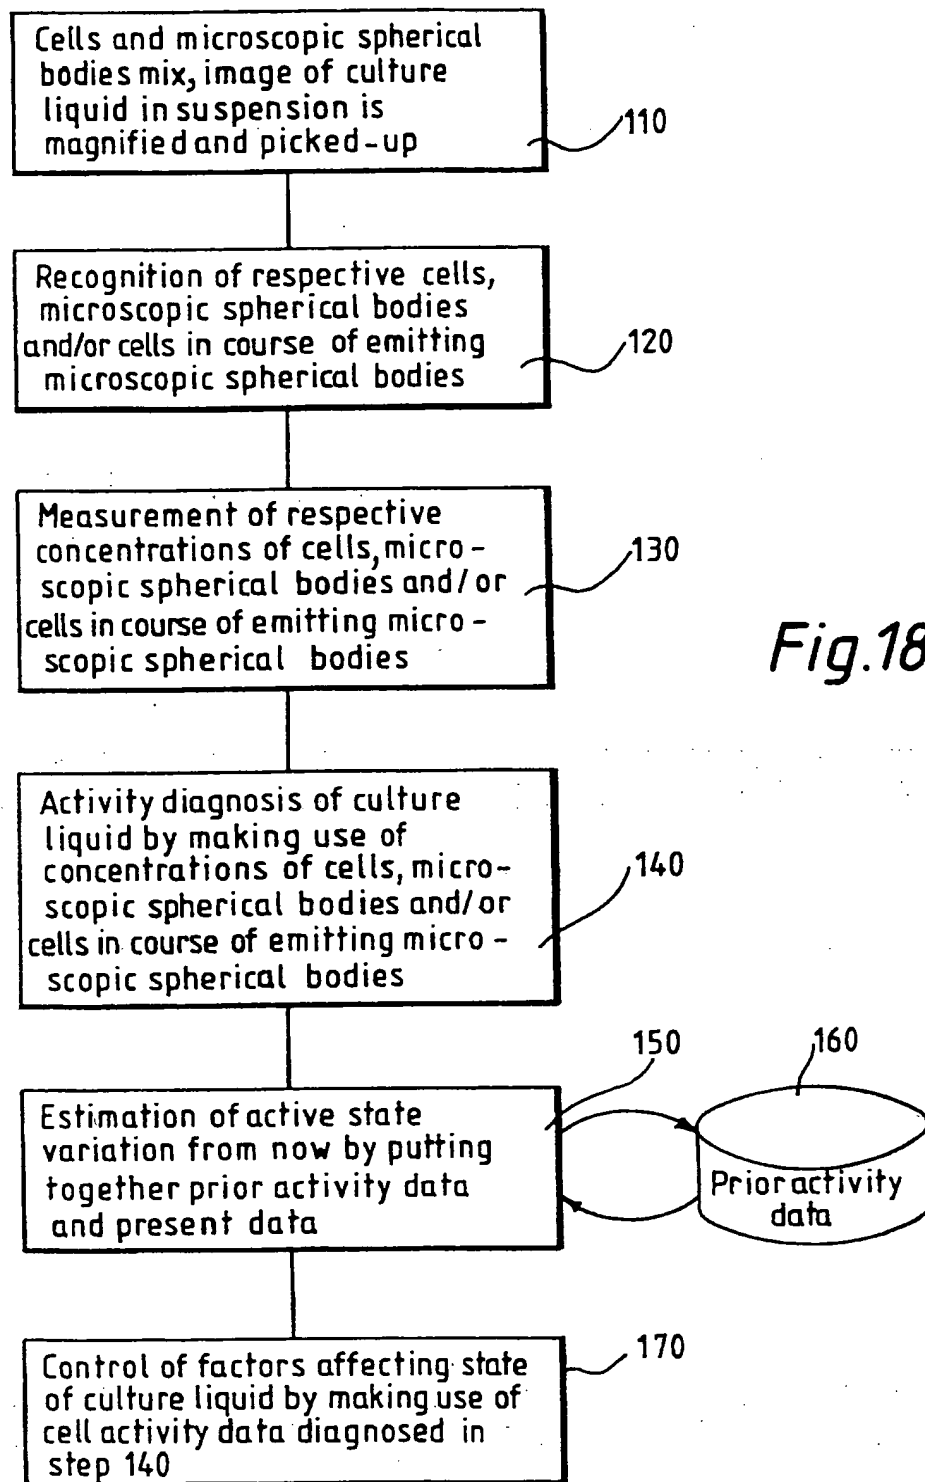 Cells and microscopic spherical
bodies mix, image of culture
liquid in suspension is
magnified and picked-up
110
Recognition of respective cells,
microscopic spherical bodies
and/or cells in course of emitting
microscopic spherical bodies
120
Measurement of respective
concentrations of cells, micro-
scopic spherical bodies and/or
cells in course of emitting micro-
scopic spherical bodies
130
Fig.18
Activity diagnosis of culture
liquid by making use of
concentrations of cells, micro-
scopic spherical bodies and/or
cells in course of emitting micro-
scopic spherical bodies
140
150
160
Estimation of active state
variation from now by putting
together prior activity data
and present data
Prior activity
data
170
Control of factors affecting state
of culture liquid by making use of
cell activity data diagnosed in
step 140